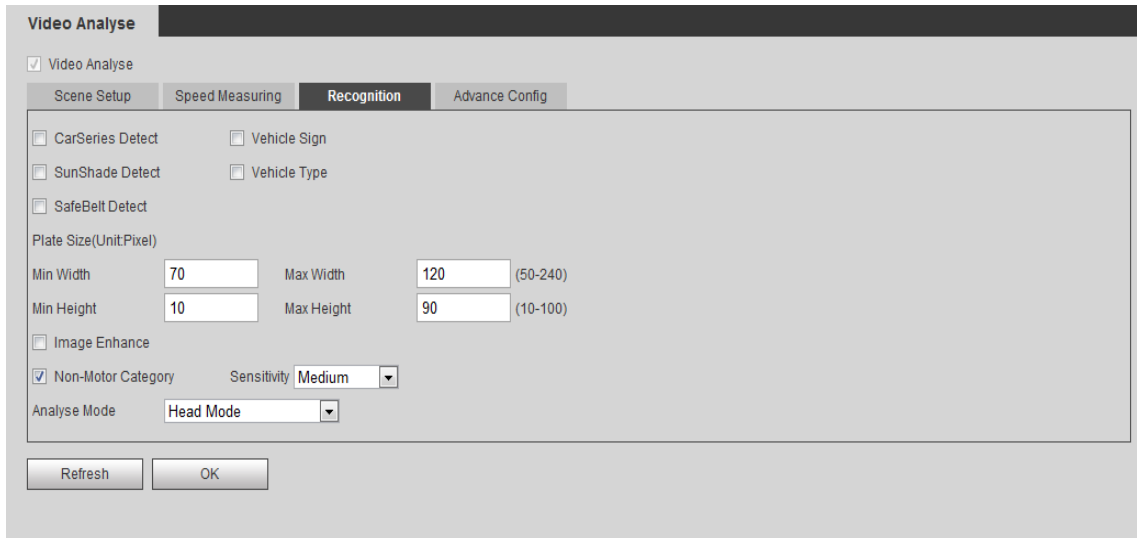 Video Analyse
Video Analyse
Scene Setup Speed Measuring Recognition Advance Config
CarSeries Detect Vehicle Sign
SunShade Detect Vehicle Type
SafeBelt Detect
Plate Size(Unit:Pixel)
Min Width 70 Max Width 120 (50-240)
Min Height 10 Max Height 90 (10-100)
Image Enhance
Non-Motor Category Sensitivity Medium
Analyse Mode Head Mode
Refresh OK